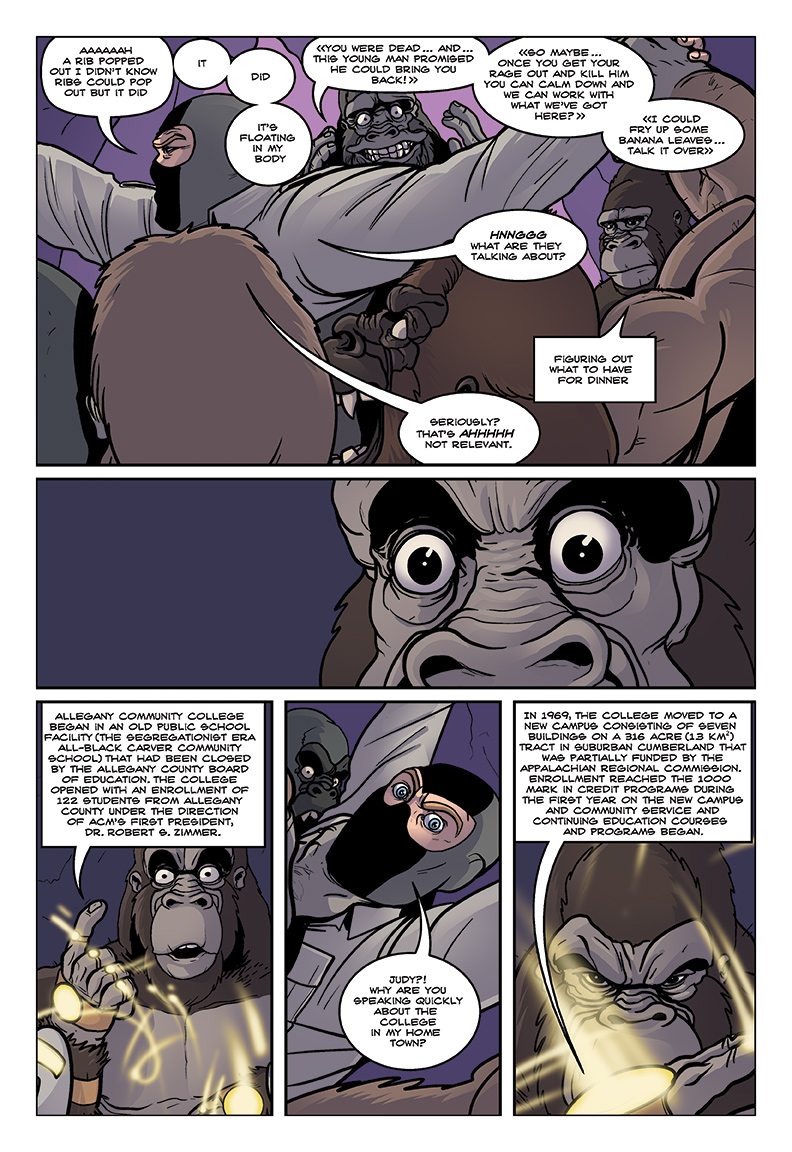 AAAAAAH
A RIB POPPED
OUT I DIDN'T KNOW
RIBS COULD POP
OUT BUT IT DID
IT
DID
IT'S
FLOATING
IN MY
BODY
«YOU WERE DEAD... AND...
THIS YOUNG MAN PROMISED
HE COULD BRING YOU
BACK!»
«SO MAYBE...
ONCE YOU GET YOUR
RAGE OUT AND KILL HIM
YOU CAN CALM DOWN AND
WE CAN WORK WITH
WHAT WE'VE GOT
HERE?»
«I COULD
FRY UP SOME
BANANA LEAVES...
TALK IT OVER»
HNNGGG
WHAT ARE THEY
TALKING ABOUT?
FIGURING OUT
WHAT TO HAVE
FOR DINNER
SERIOUSLY?
THAT'S AHHHHH
NOT RELEVANT.
ALLEGANY COMMUNITY COLLEGE
BEGAN IN AN OLD PUBLIC SCHOOL
FACILITY (THE SEGREGATIONIST ERA
ALL-BLACK CARVER COMMUNITY
SCHOOL) THAT HAD BEEN CLOSED
BY THE ALLEGANY COUNTY BOARD
OF EDUCATION. THE COLLEGE
OPENED WITH AN ENROLLMENT OF
122 STUDENTS FROM ALLEGANY
COUNTY UNDER THE DIRECTION
OF ACM'S FIRST PRESIDENT,
DR. ROBERT S. ZIMMER.
JUDY?!
WHY ARE YOU
SPEAKING QUICKLY
ABOUT THE
COLLEGE
IN MY HOME
TOWN?
IN 1969, THE COLLEGE MOVED TO A
NEW CAMPUS CONSISTING OF SEVEN
BUILDINGS ON A 316 ACRE (1.3 KM²)
TRACT IN SUBURBAN CUMBERLAND THAT
WAS PARTIALLY FUNDED BY THE
APPALACHIAN REGIONAL COMMISSION.
ENROLLMENT REACHED THE 1000
MARK IN CREDIT PROGRAMS DURING
THE FIRST YEAR ON THE NEW CAMPUS
AND COMMUNITY SERVICE AND
CONTINUING EDUCATION COURSES
AND PROGRAMS BEGAN.